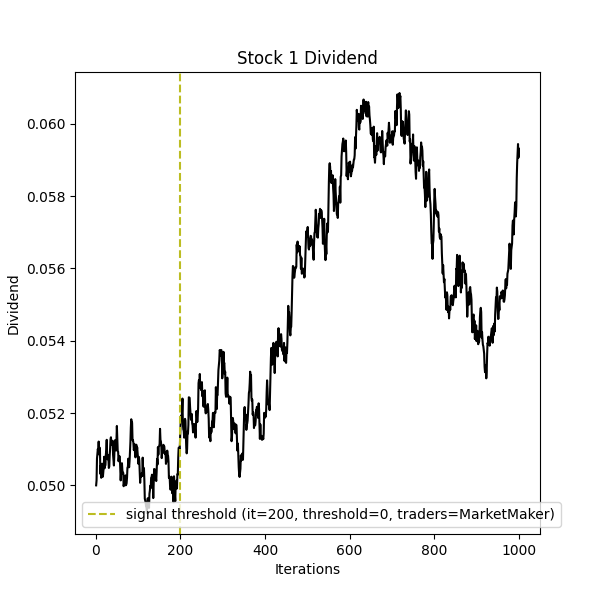 Stock 1 Dividend
Dividend
0.060
0.058
0.056
0.054
0.052
0.050
signal threshold (it=200, threshold=0, traders=MarketMaker)
0 200 400 600 800 1000
Iterations